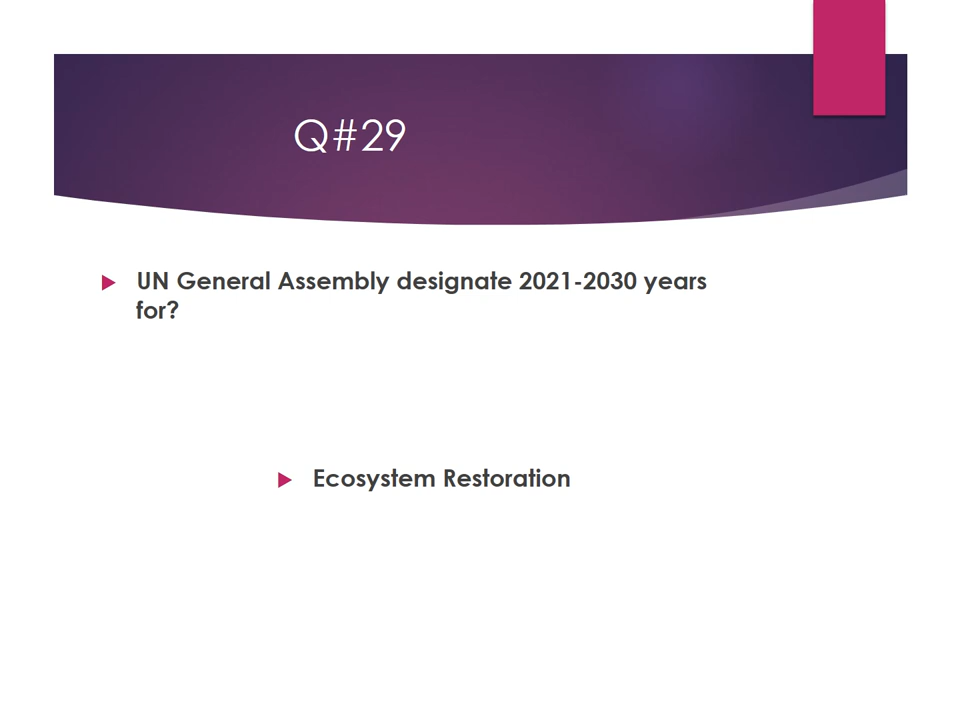 Q#29
UN General Assembly designate 2021-2030 years
for?
Ecosystem Restoration